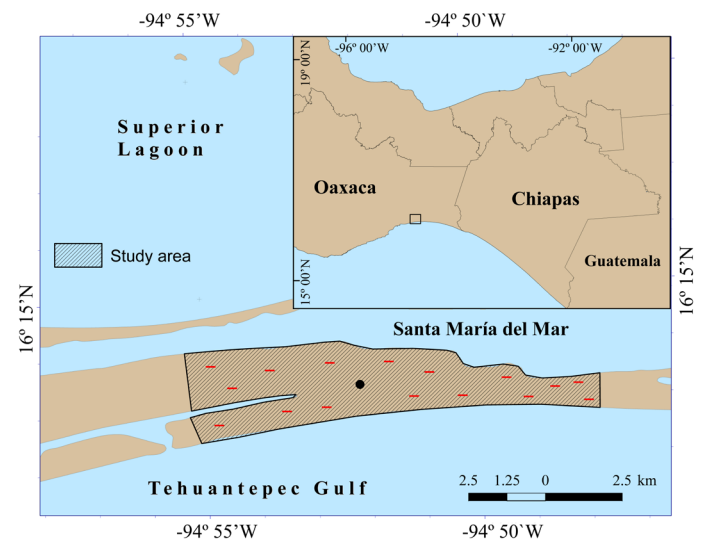 -94º 55`W
-94º 50`W
-96º 00'W
-92º 00'W
19º 00'N
Superior
Lagoon
Oaxaca
Chiapas
Guatemala
15º 00'N
Study area
16º 15'N
16º 15'N
Santa María del Mar
Tehuantepec Gulf
2.5 1.25 0 2.5 km
-94º 55'W
-94º 50'W